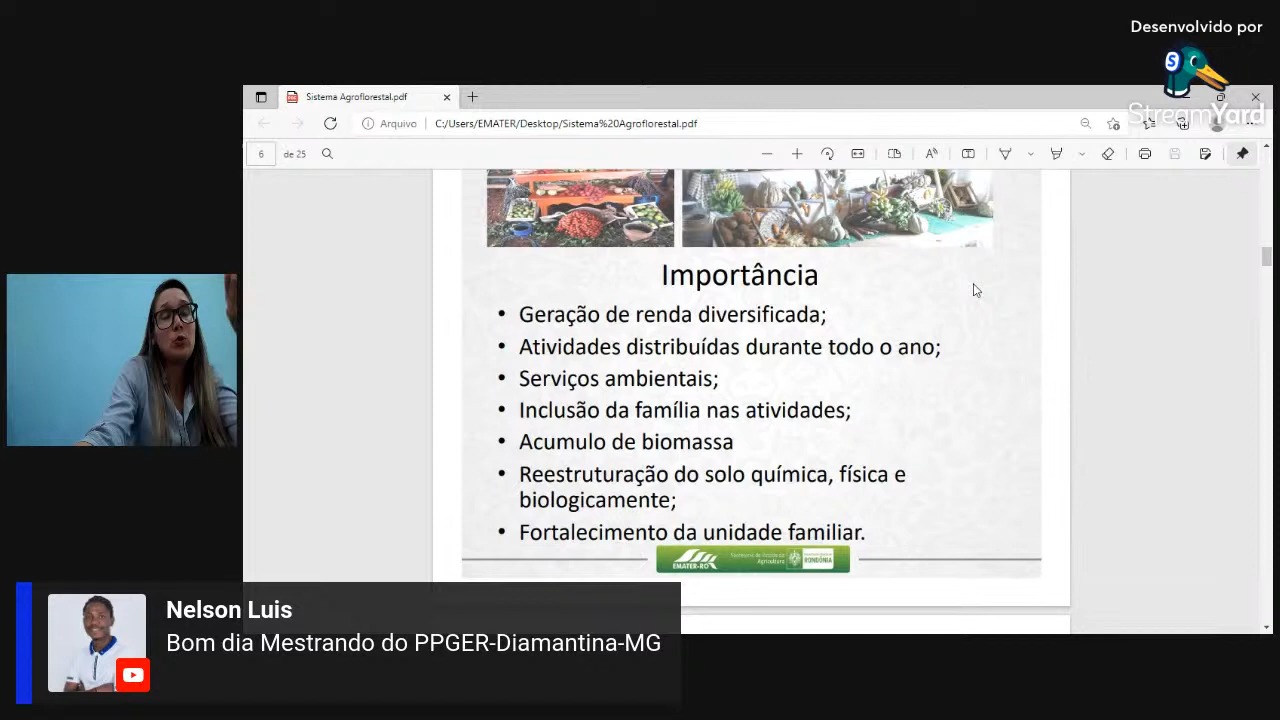 Desenvolvido por
StreamYard
Sistema Agroflorestal.pdf
Arquivo
C:/Users/EMATER/Desktop/Sistema%20Agroflorestal.pdf
6 de 25
Importância
• Geração de renda diversificada;
• Atividades distribuídas durante todo o ano;
• Serviços ambientais;
• Inclusão da família nas atividades;
• Acumulo de biomassa
• Reestruturação do solo química, física e
biologicamente;
• Fortalecimento da unidade familiar.
EMATER-RO
Agricultura
RONDÔNIA
Nelson Luis
Bom dia Mestrando do PPGER-Diamantina-MG